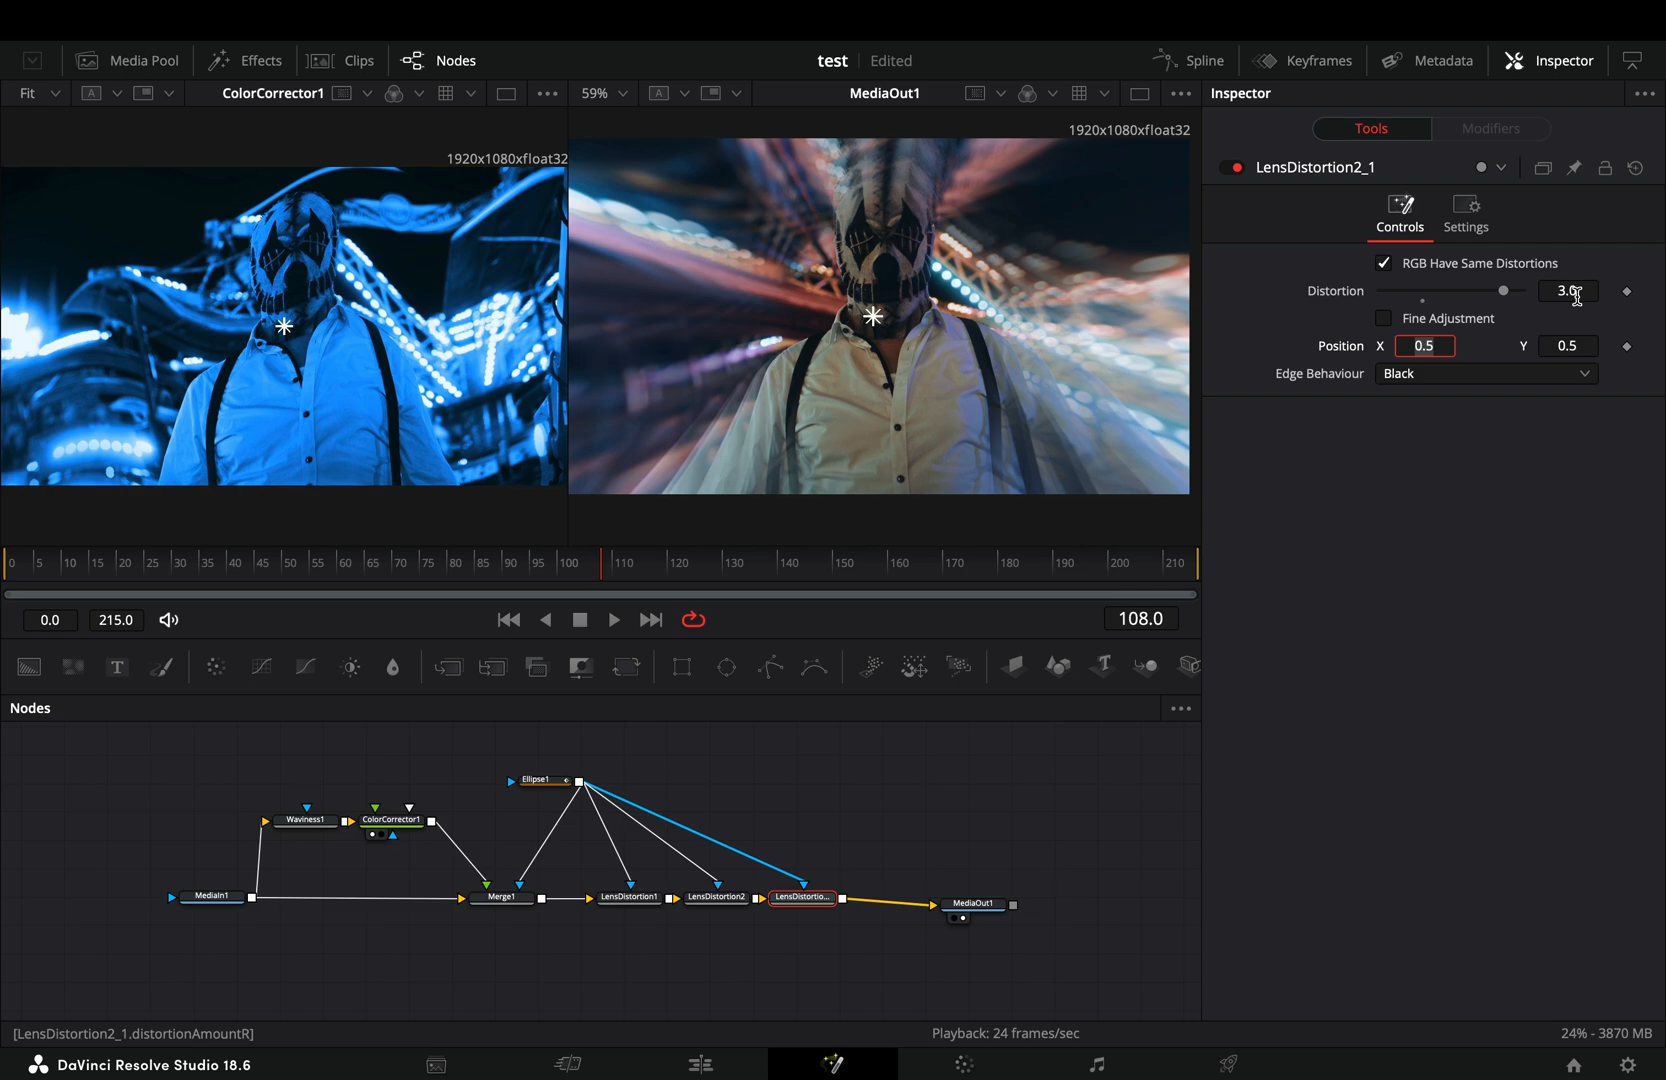 Media Pool
Effects
Clips
Nodes
test
Edited
Spline
Keyframes
Metadata
Inspector
Fit
A
ColorCorrector1
59%
A
MediaOut1
Inspector
1920x1080xfloat32
1920x1080xfloat32
Tools
Modifiers
LensDistortion2_1
Controls
Settings
RGB Have Same Distortions
Distortion
3.0
Fine Adjustment
Position X 0.5 Y 0.5
Edge Behaviour Black
0 5 10 15 20 25 30 35 40 45 50 55 60 65 70 75 80 85 90 95 100 110 120 130 140 150 160 170 180 190 200 210
0.0
215.0
108.0
T
T
Nodes
Ellipse1
Waviness1
ColorCorrector1
MediaIn1
Merge1
LensDistortion1
LensDistortion2
LensDistortio...
MediaOut1
[LensDistortion2_1.distortionAmountR]
Playback: 24 frames/sec
24% - 3870 MB
DaVinci Resolve Studio 18.6